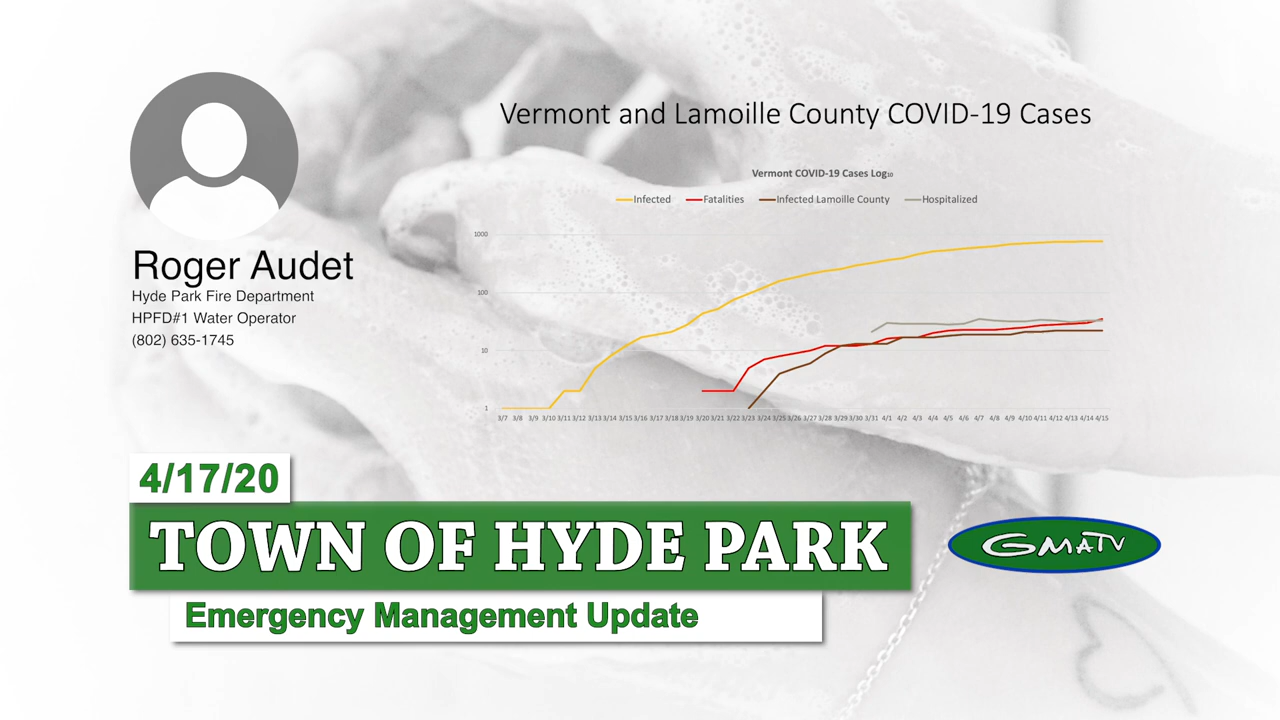 Vermont and Lamoille County COVID-19 Cases
Vermont COVID-19 Cases Log₁₀
Infected Fatalities Infected Lamoille County Hospitalized
1000
100
10
1
3/7 3/8 3/9 3/10 3/11 3/12 3/13 3/14 3/15 3/16 3/17 3/18 3/19 3/20 3/21 3/22 3/23 3/24 3/25 3/26 3/27 3/28 3/29 3/30 3/31 4/1 4/2 4/3 4/4 4/5 4/6 4/7 4/8 4/9 4/10 4/11 4/12 4/13 4/14 4/15
Roger Audet
Hyde Park Fire Department
HPFD#1 Water Operator
(802) 635-1745
4/17/20
TOWN OF HYDE PARK
GMATV
Emergency Management Update